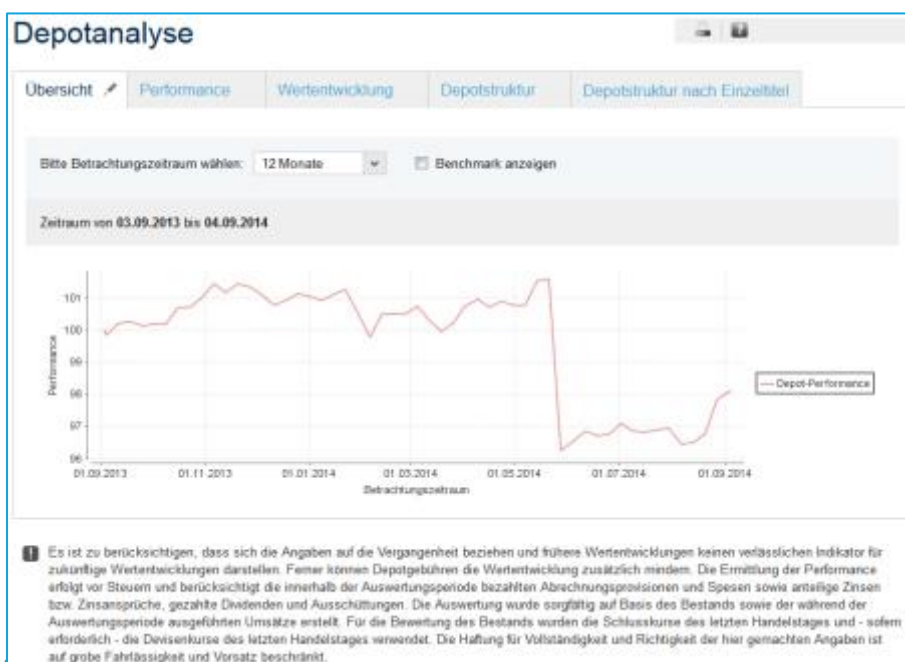 Depotanalyse
Übersicht Performance Wertentwicklung Depotstruktur Depotstruktur nach Einzeltitel
Bitte Betrachtungszeitraum wählen: 12 Monate Benchmark anzeigen
Zeitraum von 03.09.2013 bis 04.09.2014
101
100
99
98
97
96
Performance
Depot-Performance
01.09.2013 01.11.2013 01.01.2014 01.03.2014 01.05.2014 01.07.2014 01.09.2014
Betrachtungszeitraum
Es ist zu berücksichtigen, dass sich die Angaben auf die Vergangenheit beziehen und frühere Wertentwicklungen keinen verlässlichen Indikator für
zukünftige Wertentwicklungen darstellen. Ferner können Depotgebühren die Wertentwicklung zusätzlich mindern. Die Ermittlung der Performance
erfolgt vor Steuern und berücksichtigt die innerhalb der Auswertungsperiode bezahlten Abrechnungsprovisionen und Spesen sowie anteilige Zinsen
bzw. Zinsansprüche, gezahlte Dividenden und Ausschüttungen. Die Auswertung wurde sorgfältig auf Basis des Bestands sowie der während der
Auswertungsperiode ausgeführten Umsätze erstellt. Für die Bewertung des Bestands wurden die Schlusskurse des letzten Handelstages und - sofern
erforderlich - die Devisenkurse des letzten Handelstages verwendet. Die Haftung für Vollständigkeit und Richtigkeit der hier gemachten Angaben ist
auf grobe Fahrlässigkeit und Vorsatz beschränkt.